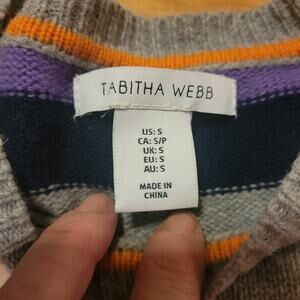 TABITHA WEBB
US: S
CA: S/P
UK: S
EU: S
AU: S
MADE IN
CHINA